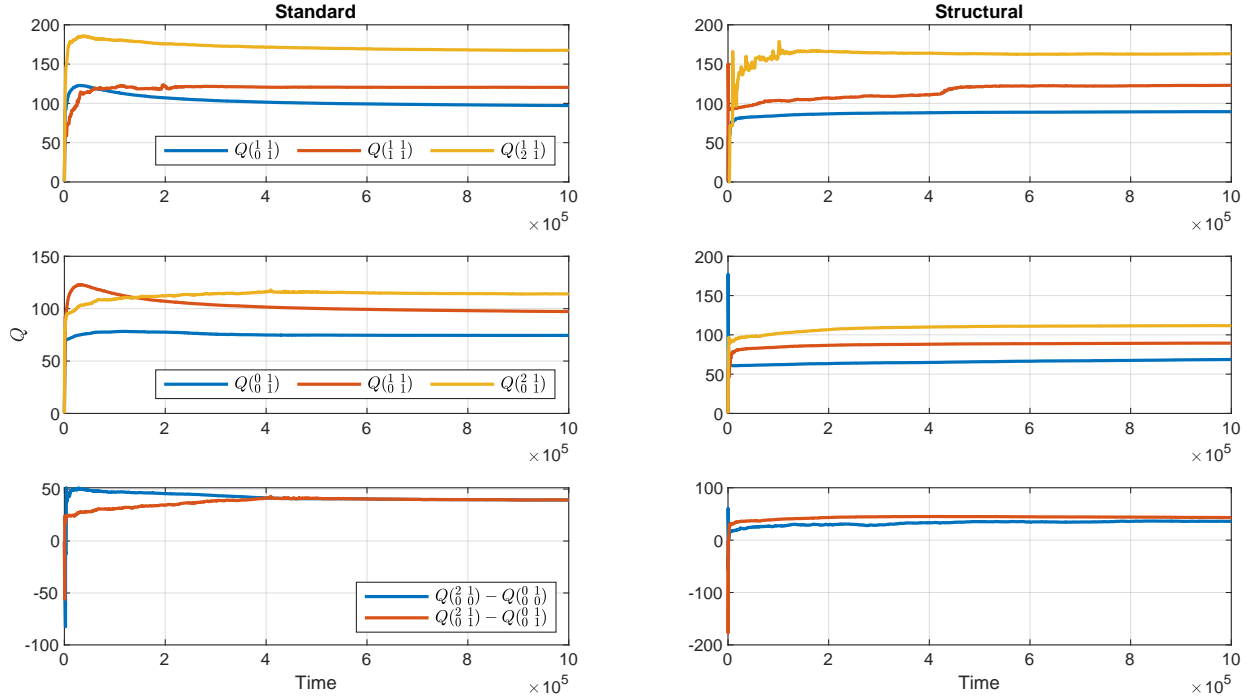 Standard
200
150
100
50
0
0 2 4 6 8 10
×10^5
Q(1 1 / 0 1) Q(1 1 / 1 1) Q(1 1 / 2 1)
Structural
200
150
100
50
0
0 2 4 6 8 10
×10^5
Q
150
100
50
0
0 2 4 6 8 10
×10^5
Q(0 1 / 0 1) Q(1 1 / 0 1) Q(2 1 / 0 1)
200
150
100
50
0
0 2 4 6 8 10
×10^5
50
0
-50
-100
0 2 4 6 8 10
×10^5
Time
Q(2 1 / 0 0) − Q(0 1 / 0 0)
Q(2 1 / 0 1) − Q(0 1 / 0 1)
100
0
-100
-200
0 2 4 6 8 10
×10^5
Time